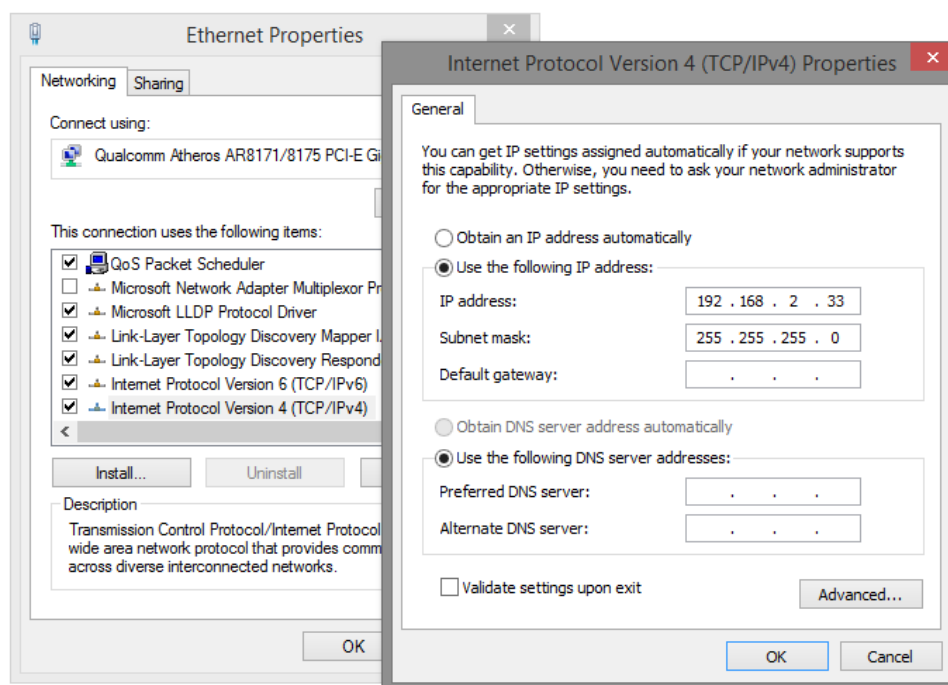 Ethernet Properties
Networking
Sharing
Connect using:
Qualcomm Atheros AR8171/8175 PCI-E
This connection uses the following items:
QoS Packet Scheduler
Microsoft Network Adapter Multiplexor
Microsoft LLDP Protocol Driver
Link-Layer Topology Discovery Mapper
Link-Layer Topology Discovery
Internet Protocol Version 6 (TCP/IPv6)
Internet Protocol Version 4 (TCP/IPv4)
Install...
Uninstall
Description
Transmission Control Protocol/Internet Protocol
wide area network protocol that provides
across diverse interconnected networks.
OK
Internet Protocol Version 4 (TCP/IPv4) Properties
General
You can get IP settings assigned automatically if your network supports
this capability. Otherwise, you need to ask your network administrator
for the appropriate IP settings.
Obtain an IP address automatically
Use the following IP address:
IP address:
192 . 168 . 2 . 33
Subnet mask:
255 . 255 . 255 . 0
Default gateway:
. . .
Obtain DNS server address automatically
Use the following DNS server addresses:
Preferred DNS server:
. . .
Alternate DNS server:
. . .
Validate settings upon exit
Advanced...
OK
Cancel